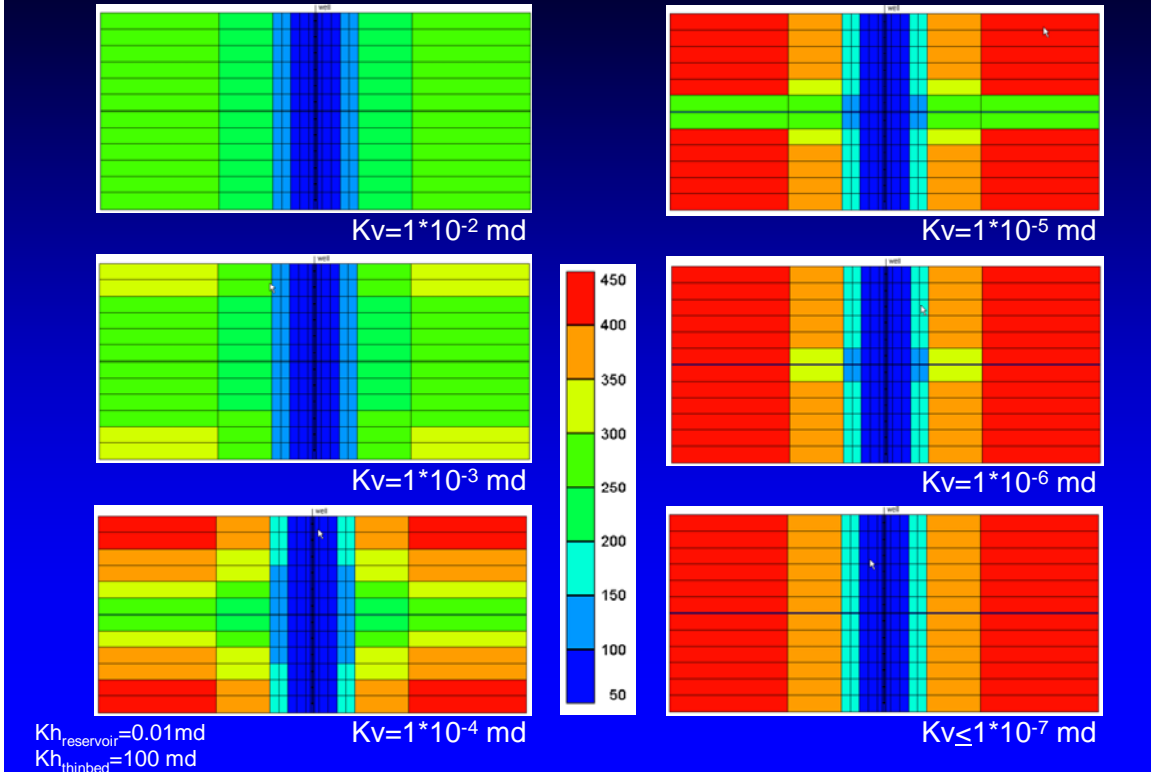 well
well
Kv=1*10-2 md
Kv=1*10-5 md
well
well
450
400
350
300
250
200
150
100
50
Kv=1*10-3 md
Kv=1*10-6 md
well
well
Kv=1*10-4 md
Kv≤1*10-7 md
Khreservoir=0.01md
Khthinbed=100 md